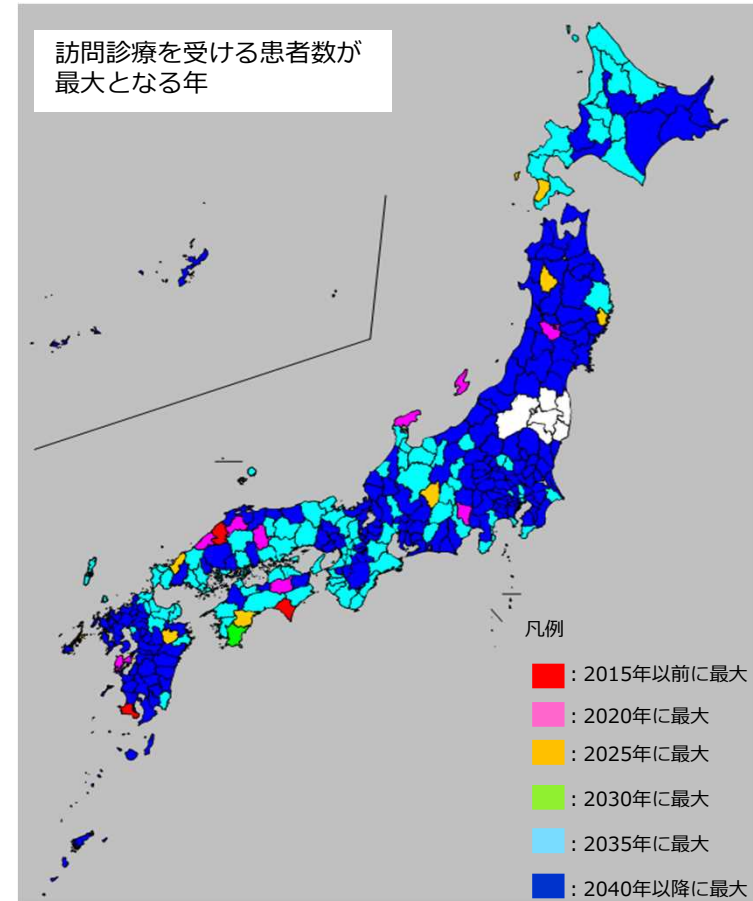 訪問診療を受ける患者数が
最大となる年
凡例
：2015年以前に最大
：2020年に最大
：2025年に最大
：2030年に最大
：2035年に最大
：2040年以降に最大